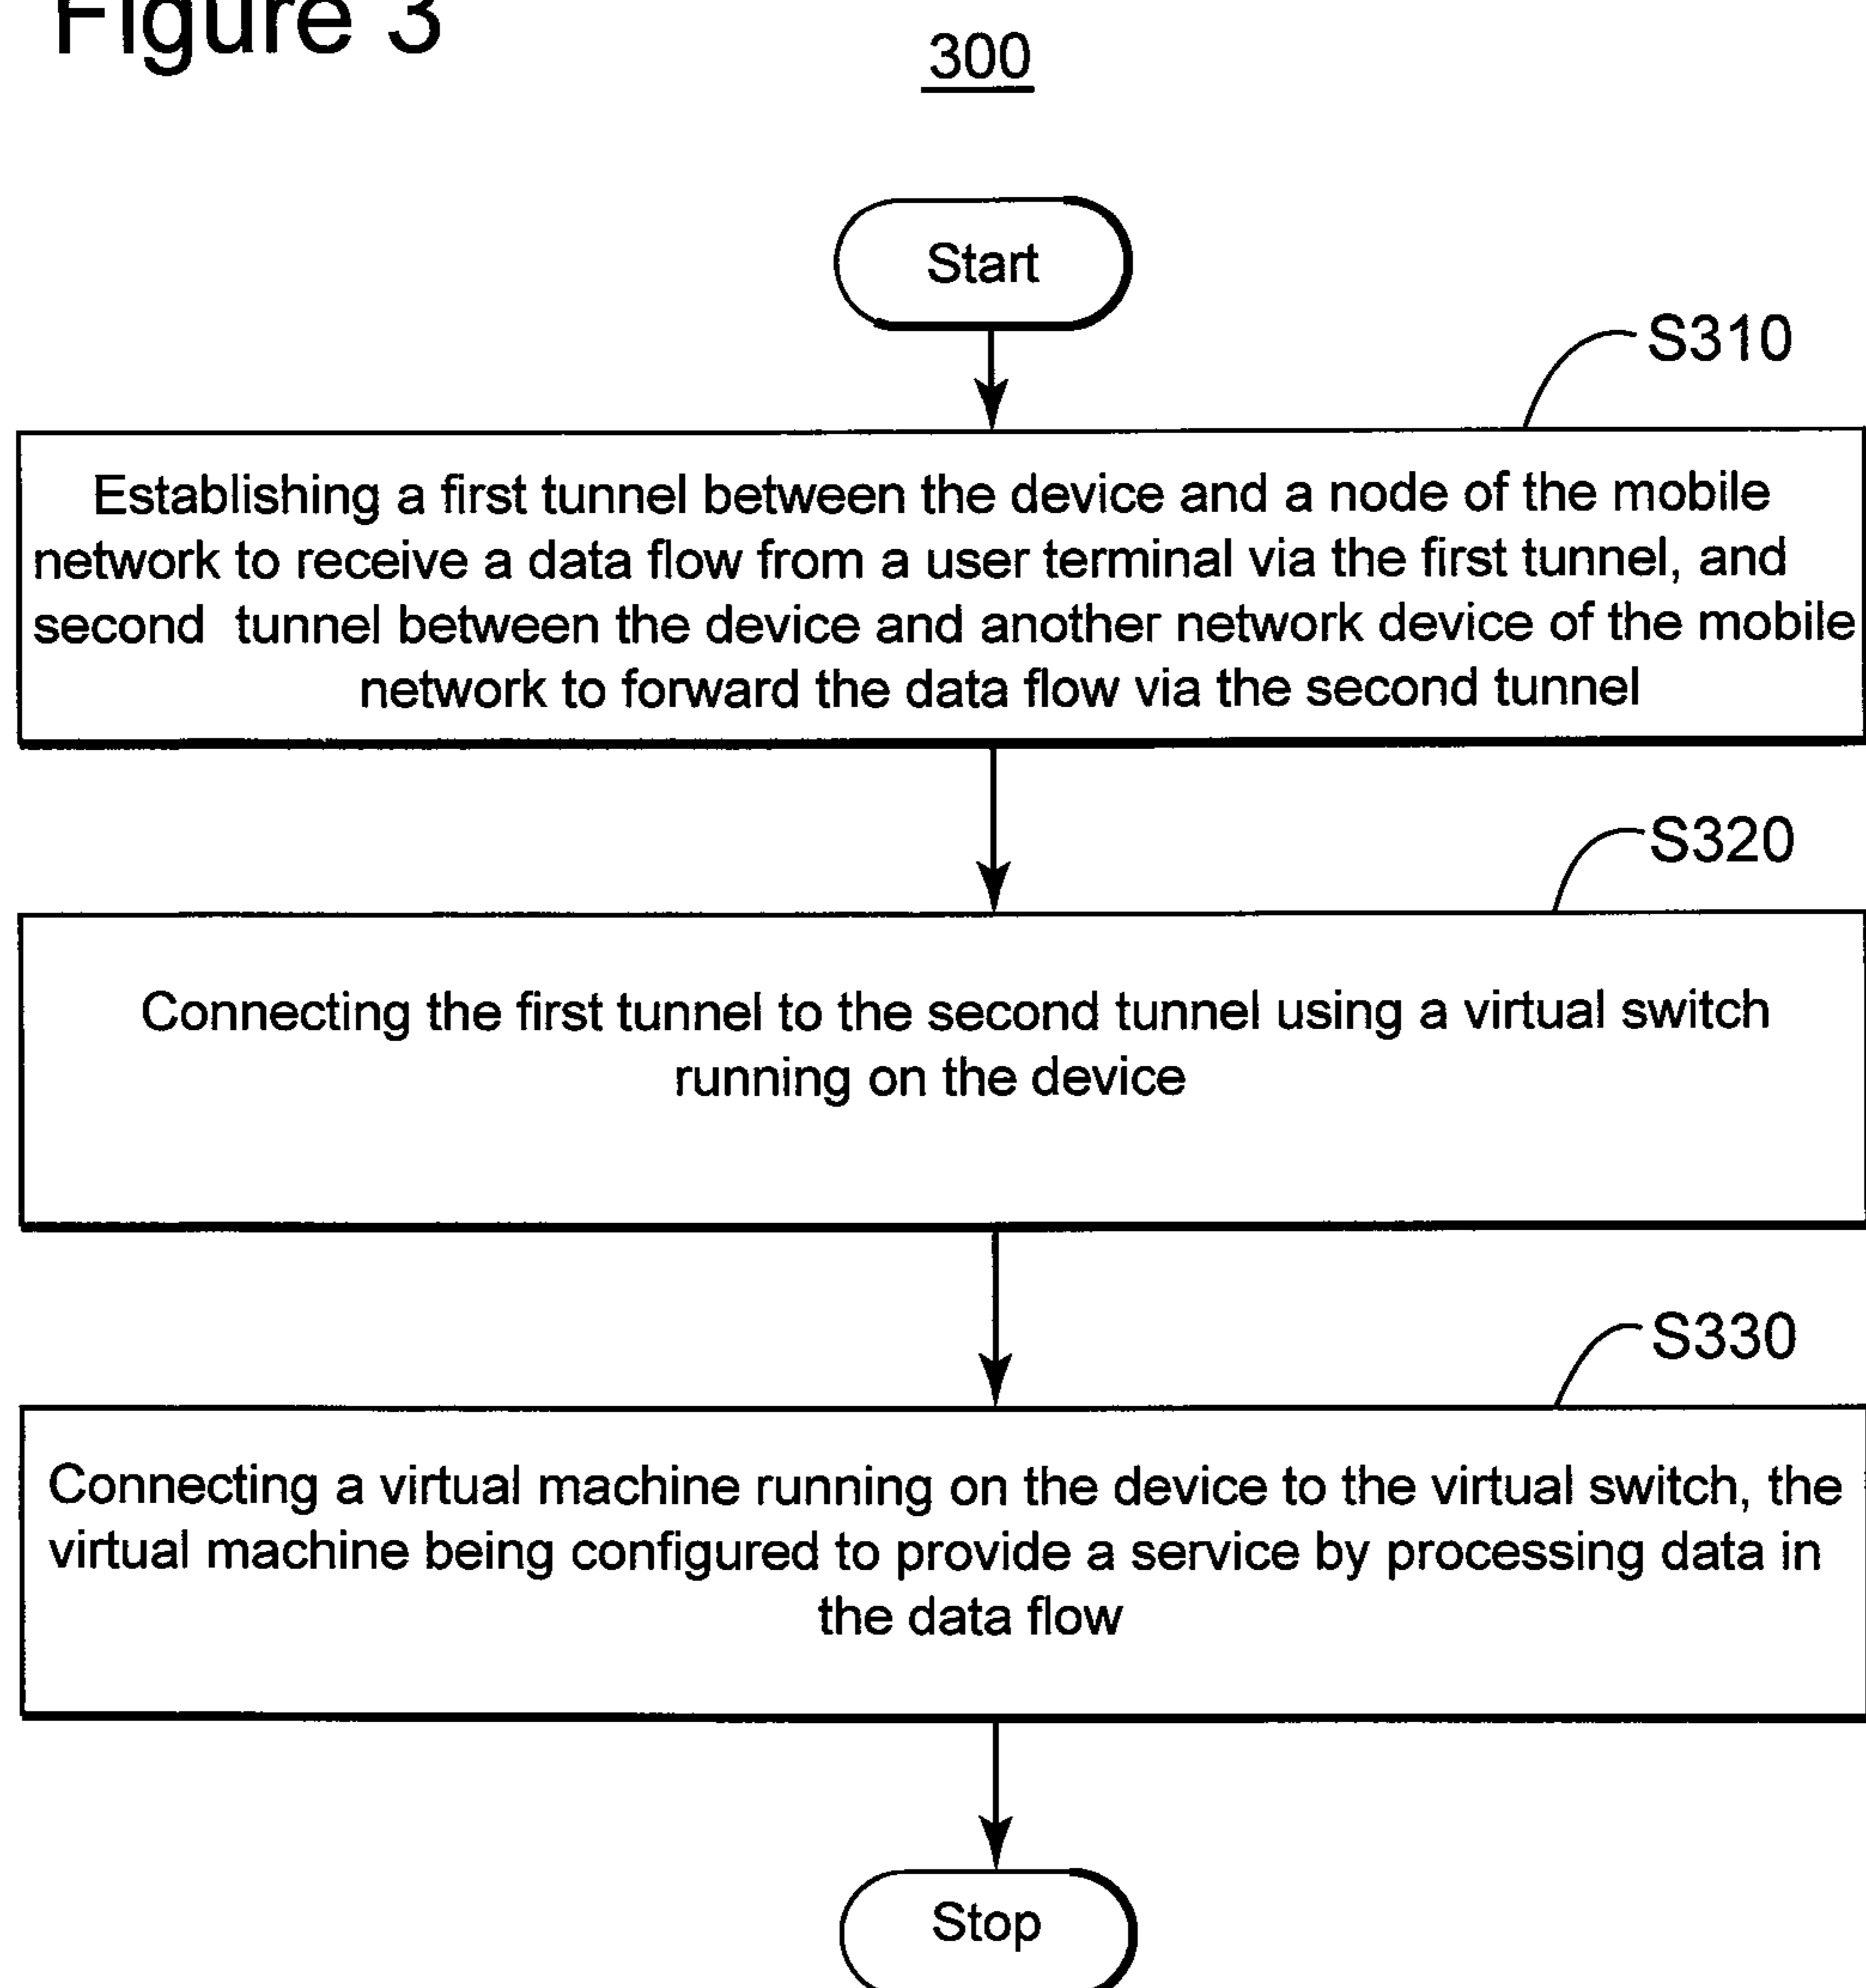 Figure 3
300
Start
S310
Establishing a first tunnel between the device and a node of the mobile
network to receive a data flow from a user terminal via the first tunnel, and
second tunnel between the device and another network device of the mobile
network to forward the data flow via the second tunnel
S320
Connecting the first tunnel to the second tunnel using a virtual switch
running on the device
S330
Connecting a virtual machine running on the device to the virtual switch, the
virtual machine being configured to provide a service by processing data in
the data flow
Stop